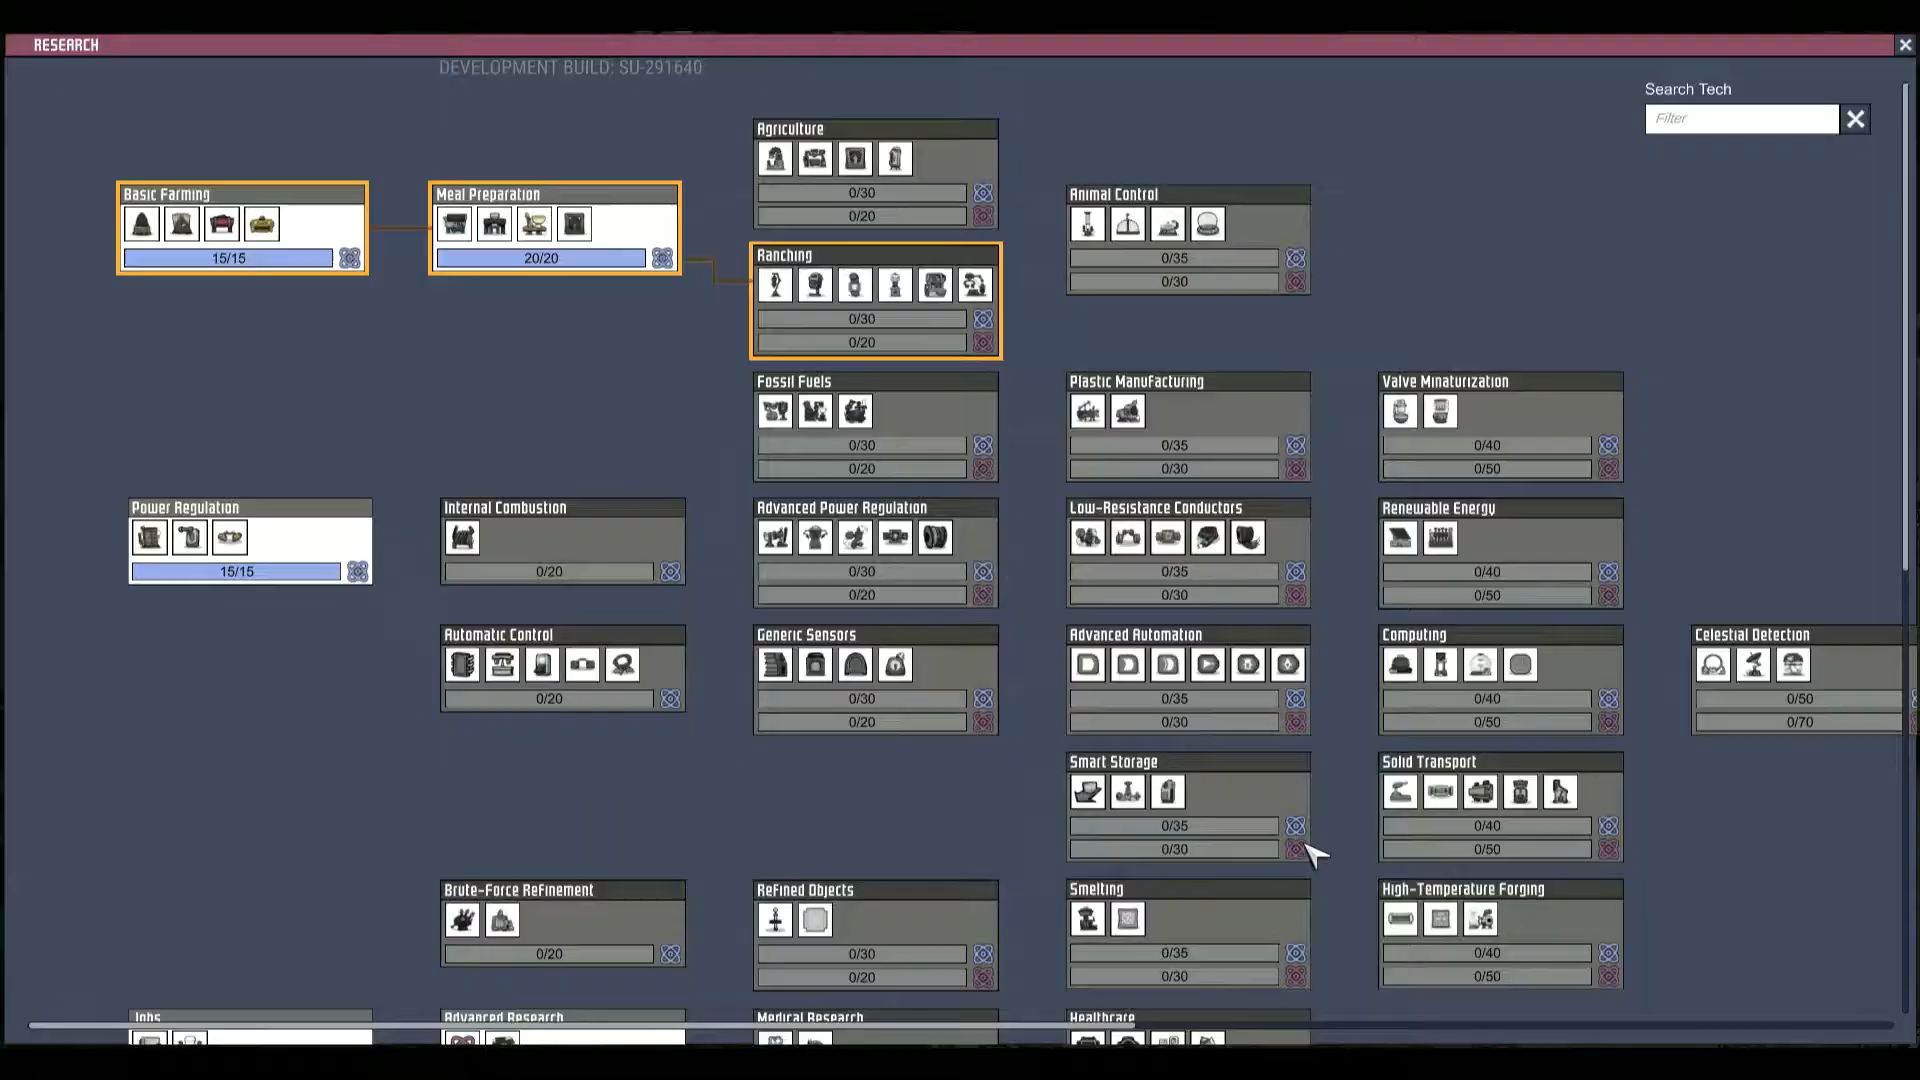 RESEARCH
DEVELOPMENT BUILD: SU-291640
Search Tech
Filter
Agriculture
0/30
0/20
Basic Farming
15/15
Meal Preparation
20/20
Animal Control
0/35
0/30
Ranching
0/30
0/20
Fossil Fuels
0/30
0/20
Plastic Manufacturing
0/35
0/30
Valve Minaturization
0/40
0/50
Power Regulation
15/15
Internal Combustion
0/20
Advanced Power Regulation
0/30
0/20
Low-Resistance Conductors
0/35
0/30
Renewable Energy
0/40
0/50
Automatic Control
0/20
Generic Sensors
0/30
0/20
Advanced Automation
0/35
0/30
Computing
0/40
0/50
Celestial Detection
0/50
0/70
Smart Storage
0/35
0/30
Solid Transport
0/40
0/50
Brute-Force Refinement
0/20
Refined Objects
0/30
0/20
Smelting
0/35
0/30
High-Temperature Forging
0/40
0/50
Jobs
Advanced Research
Medical Research
Healthcare